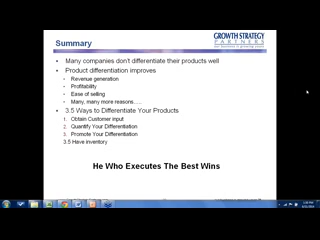 Summary
GROWTH STRATEGY
PARTNERS
Many companies don't differentiate their products well
Product differentiation improves
Revenue generation
Profitability
Ease of selling
Many, many more reasons.....
3.5 Ways to Differentiate Your Products
1. Obtain Customer input
2. Quantify Your Differentiation
3. Promote Your Differentiation
3.5 Have inventory
He Who Executes The Best Wins